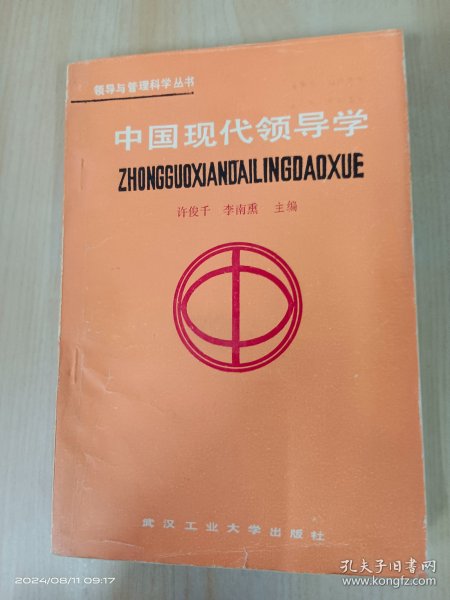 领导与管理科学丛书
中国现代领导学
ZHONGGUOXIANDAILINGDAOXUE
许俊千 李南熏 主编
武汉工业大学出版社
2024/08/11 09:17
孔夫子旧书网
www.kongfz.com